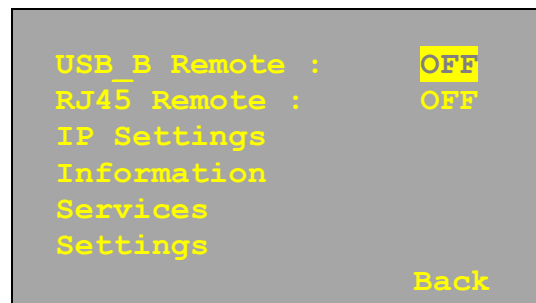 USB_B Remote : OFF
RJ45 Remote : OFF
IP Settings
Information
Services
Settings
Back